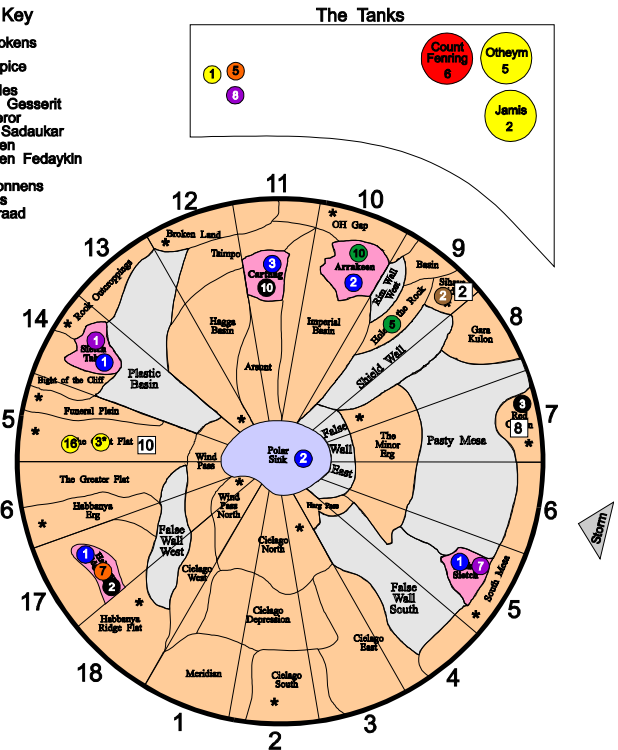 Key
The Tanks
okens
pice
les
Gesserit
eror
Sadaukar
en
en Fedaykin
onnens
s
raad
1
5
8
Count
Fenring
6
Otheym
5
Jamis
2
11
12
10
*
OH Gap
Broken Land
*
13
Tsimpo
3
Carthag
10
10
Arrakeen
2
9
Basin
Rim Wall
West
2
2
Rock Outcroppings
*
Hole
the Rock
5
8
14
Hagga
Basin
Imperial
Basin
Gara
Kulon
1
1
Arsunt
Shield Wall
Plastic
Basin
Bight of the Cliff
*
5
Funeral Plain
*
3
7
8
*
*
*
False
Wall
East
The
Minor
Erg
Pasty Mesa
16
3*
Flat
10
Wind
Pass
Polar
Sink
2
The Greater Flat
6
Habbanya
Erg
*
*
Wind
Pass
North
Harg Pass
*
6
Storm
False
Wall
West
Cielago
North
1
7
2
Cielago
West
1
7
Sietch
South Mesa
*
5
17
*
Habbanya
Ridge Flat
Cielago
Depression
False
Wall
South
18
Cielago
East
4
Meridian
Cielago
South
*
1
2
3